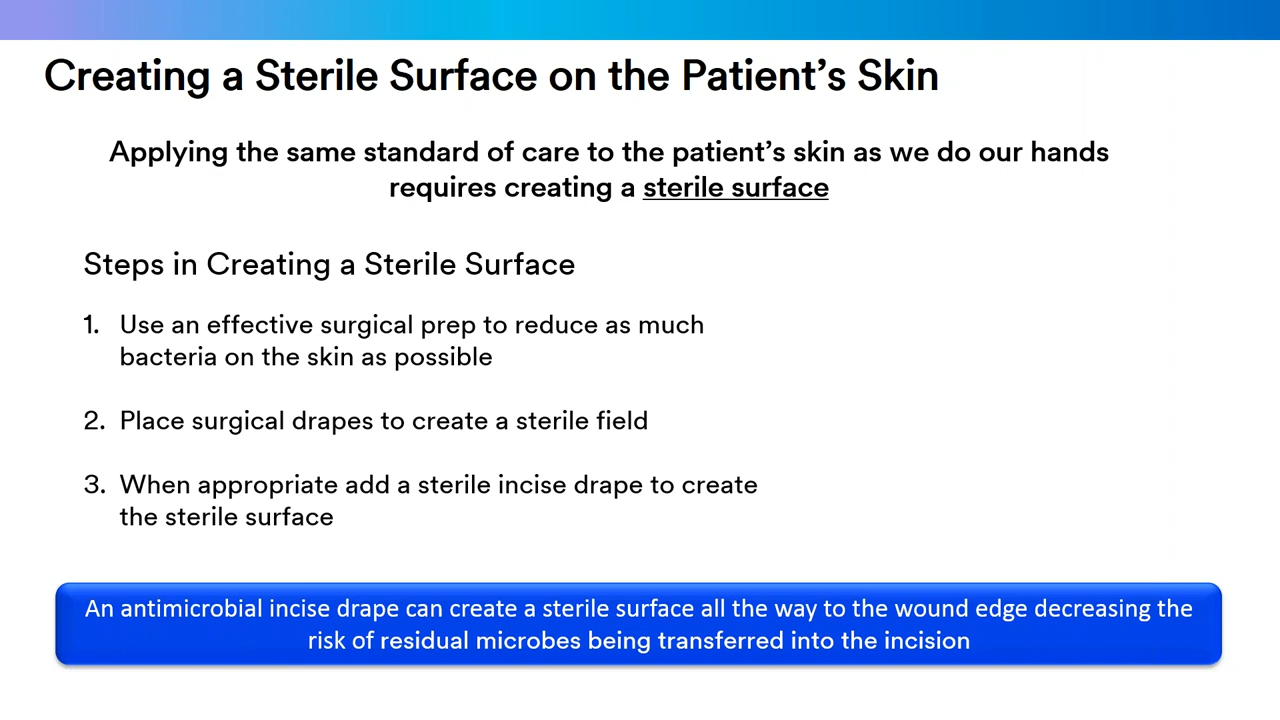 Creating a Sterile Surface on the Patient’s Skin
Applying the same standard of care to the patient’s skin as we do our hands
requires creating a sterile surface
Steps in Creating a Sterile Surface
1. Use an effective surgical prep to reduce as much
bacteria on the skin as possible
2. Place surgical drapes to create a sterile field
3. When appropriate add a sterile incise drape to create
the sterile surface
An antimicrobial incise drape can create a sterile surface all the way to the wound edge decreasing the
risk of residual microbes being transferred into the incision